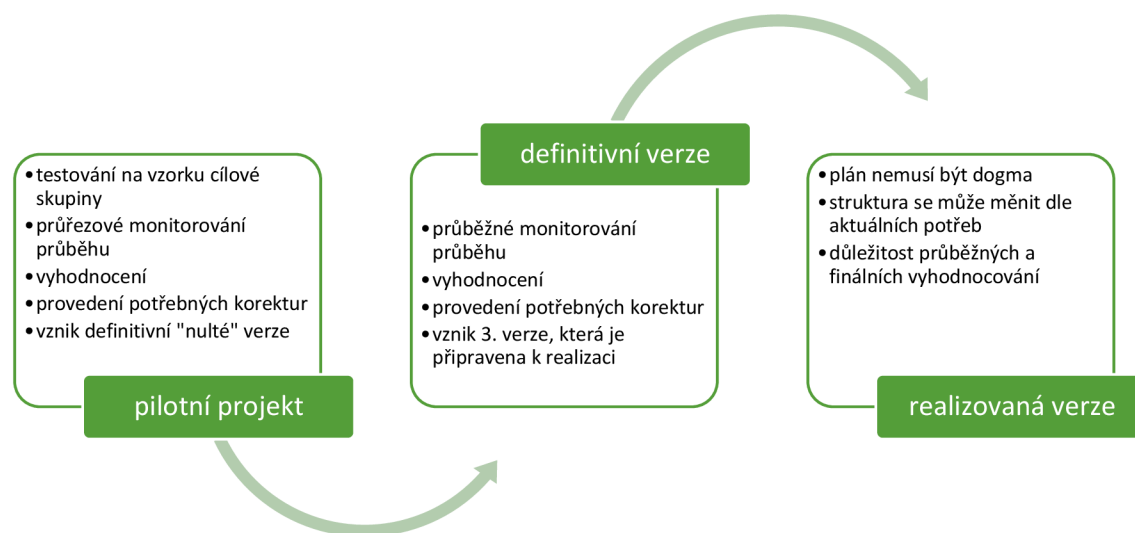 • testování na vzorku cílové
skupiny
• průřezové monitorování
průběhu
• vyhodnocení
• provedení potřebných korektur
• vznik definitivní "nulté" verze
pilotní projekt
definitivní verze
• průběžné monitorování
průběhu
• vyhodnocení
• provedení potřebných korektur
• vznik 3. verze, která je
připravena k realizaci
• plán nemusí být dogma
• struktura se může měnit dle
aktuálních potřeb
• důležitost průběžných a
finálních vyhodnocování
realizovaná verze